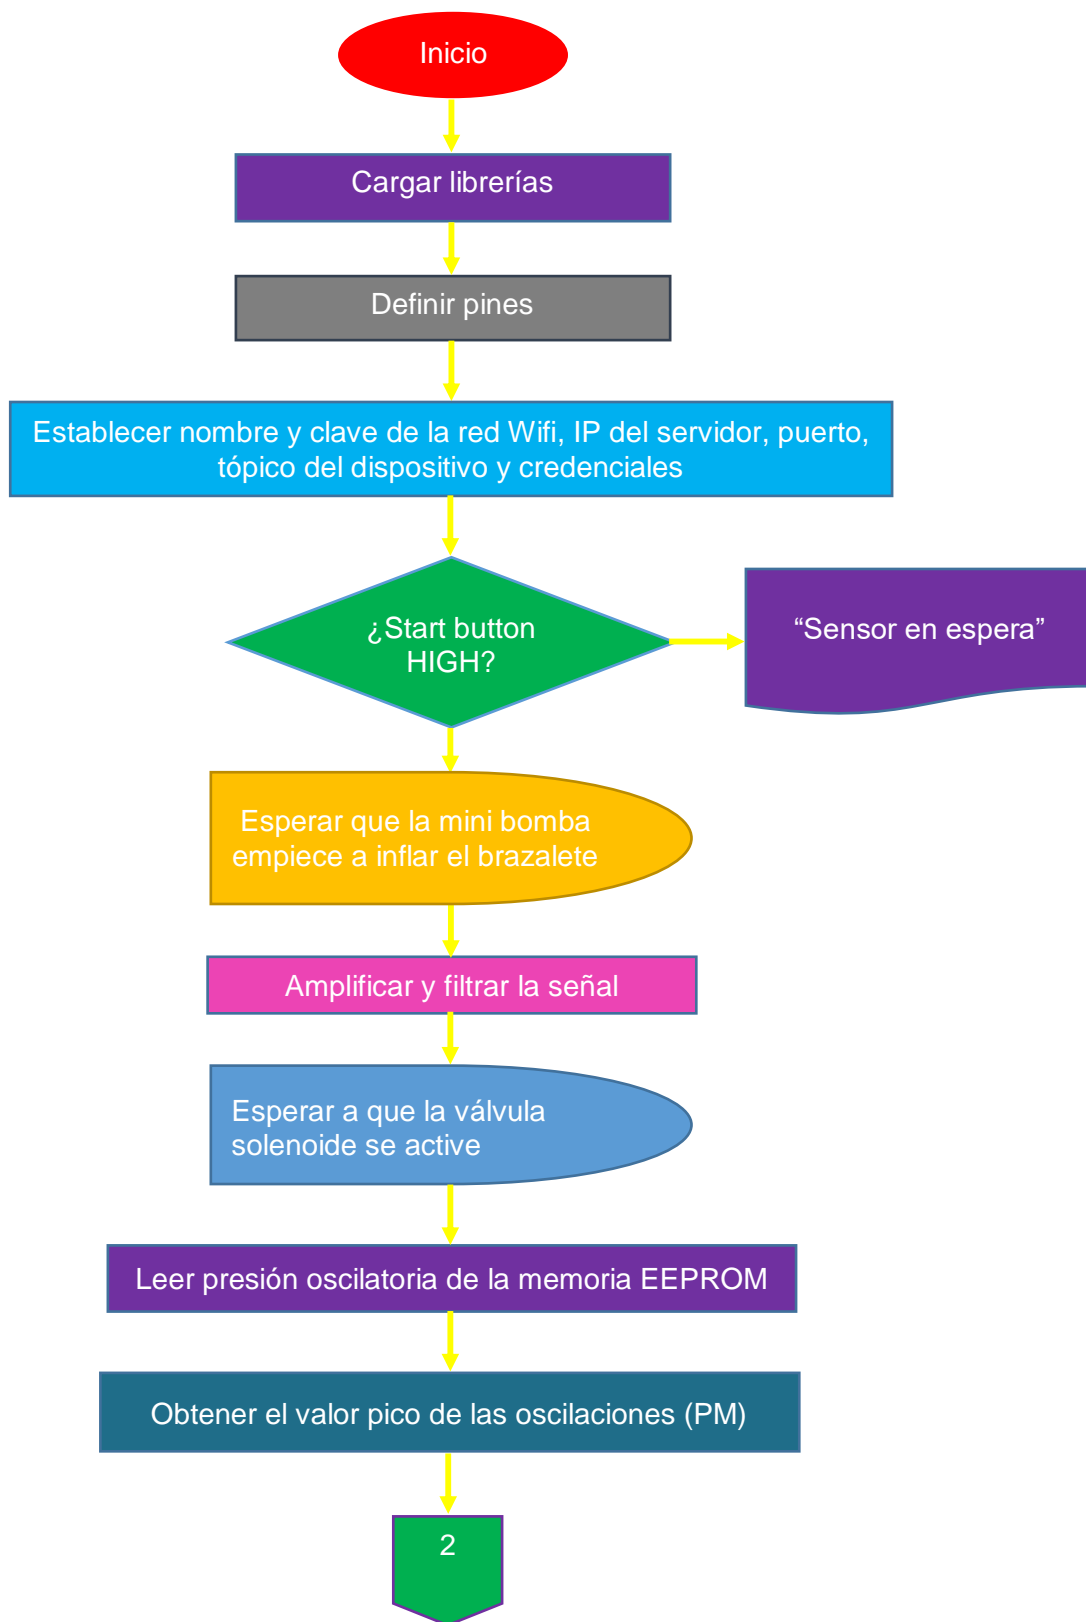 Inicio
Cargar librerías
Definir pines
Establecer nombre y clave de la red Wifi, IP del servidor, puerto,
tópico del dispositivo y credenciales
¿Start button
HIGH?
“Sensor en espera”
Esperar que la mini bomba
empiece a inflar el brazalete
Amplificar y filtrar la señal
Esperar a que la válvula
solenoide se active
Leer presión oscilatoria de la memoria EEPROM
Obtener el valor pico de las oscilaciones (PM)
2